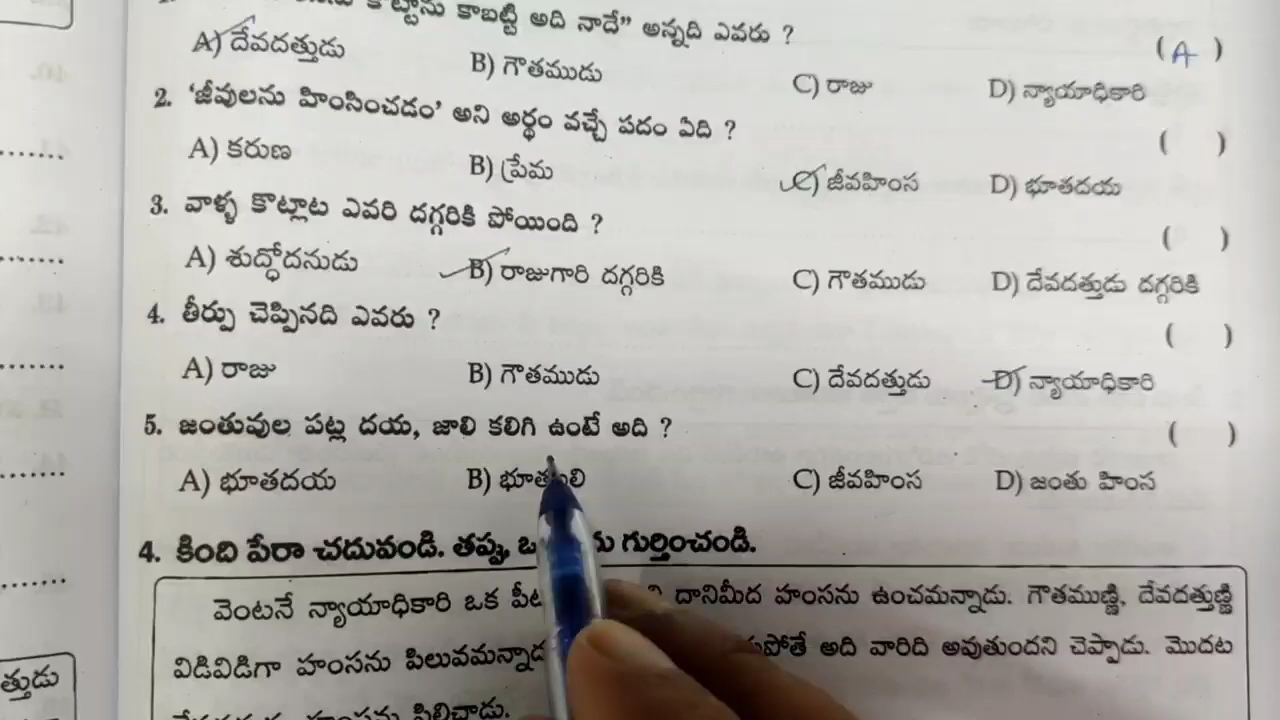 కొట్టాను కాబట్టి అది నాదే" అన్నది ఎవరు ? ( A )
A) దేవదత్తుడు B) గౌతముడు C) రాజు D) న్యాయాధికారి
2. 'జీవులను హింసించడం' అని అర్థం వచ్చే పదం ఏది ? ( )
A) కరుణ B) ప్రేమ C) జీవహింస D) భూతదయ
3. వాళ్ళ కొట్లాట ఎవరి దగ్గరికి పోయింది ? ( )
A) శుద్ధోదనుడు B) రాజుగారి దగ్గరికి C) గౌతముడు D) దేవదత్తుడు దగ్గరికి
4. తీర్పు చెప్పినది ఎవరు ? ( )
A) రాజు B) గౌతముడు C) దేవదత్తుడు D) న్యాయాధికారి
5. జంతువుల పట్ల దయ, జాలి కలిగి ఉంటే అది ? ( )
A) భూతదయ B) C) జీవహింస D) జంతు హింస
4. కింది పేరా చదువండి. తప్పు, గుర్తించండి.
వెంటనే న్యాయాధికారి ఒక దానిమీద హంసను ఉంచమన్నాడు. గౌతముణ్ణి, దేవదత్తుణ్ణి
విడివిడిగా హంసను పిలువమన్నాడు అది వారిది అవుతుందని చెప్పాడు. మొదట
హంసను పిలిచాడు.
త్తుడు